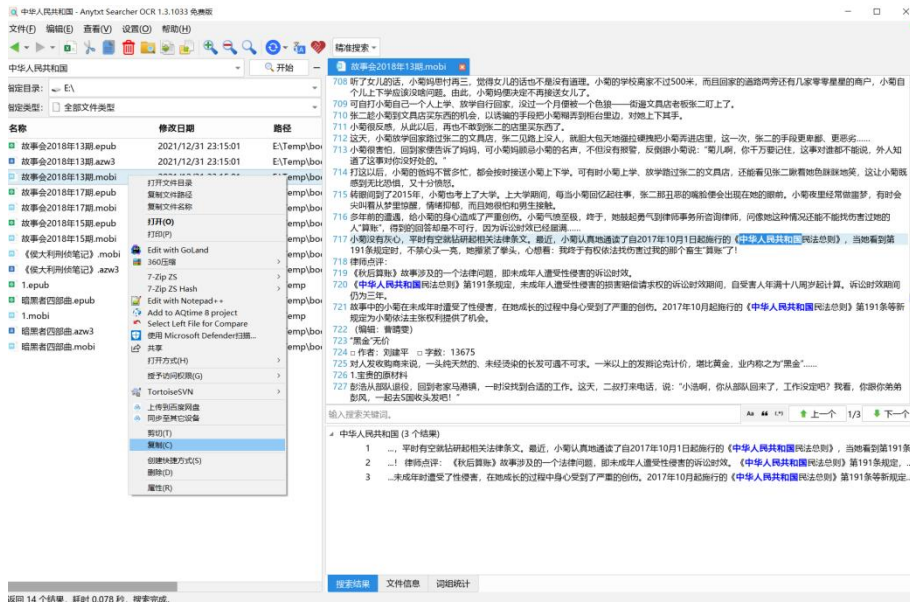 中华人民共和国 - Anytxt Searcher OCR 1.3.1033 免费版
文件(F) 编辑(E) 查看(V) 设置(O) 帮助(H)
精准搜索
中华人民共和国 开始
指定目录: E:\
指定类型: 全部文件类型
名称 修改日期 路径
故事会2018年13期.epub 2021/12/31 23:15:01 E:\Temp\boo
故事会2018年13期.azw3 2021/12/31 23:15:01 E:\Temp\boo
故事会2018年13期.mobi 2021/12/31 23:15:01 E:\Temp\boo
故事会2018年17期.epub
故事会2018年17期.mobi
故事会2018年15期.epub
故事会2018年15期.mobi
《侯大利刑侦笔记》.mobi
《侯大利刑侦笔记》.azw3
1.epub
暗黑者四部曲.epub
1.mobi
暗黑者四部曲.azw3
暗黑者四部曲.mobi
打开文件目录
复制文件路径
复制文件名称
打开(O)
打印(P)
Edit with GoLand
360压缩
7-Zip ZS
7-Zip ZS Hash
Edit with Notepad++
Add to AQtime 8 project
Select Left File for Compare
使用 Microsoft Defender扫描...
共享
打开方式(H)
授予访问权限(G)
TortoiseSVN
上传到百度网盘
同步至其它设备
剪切(T)
复制(C)
创建快捷方式(S)
删除(D)
属性(R)
故事会2018年13期.mobi
708 听了女儿的话，小菊妈思忖再三，觉得女儿的话也不是没有道理。小菊的学校离家不过500米，而且回家的道路两旁还有几家零零星星的商户，小菊自
个儿上下学应该没啥问题。由此，小菊妈便决定不再接送女儿了。
709 可自打小菊自己一个人上学、放学自行回家，没过一个月便被一个色狼——街道文具店老板张二盯上了。
710 张二趁小菊到文具店买东西的机会，以诱骗的手段把小菊糊弄到柜台里边，对她上下其手。
711 小菊很反感，从此以后，再也不敢到张二的店里买东西了。
712 这天，小菊放学回家路过张二的文具店，张二见路上没人，就胆大包天地强拉硬拽把小菊弄进店里，这一次，张二的手段更卑鄙、更恶劣……
713 小菊很害怕，回到家便告诉了妈妈，可小菊妈顾忌小菊的名声，不但没有报警，反倒跟小菊说：“菊儿啊，你千万要记住，这事对谁都不能说，外人知
道了这事对你没好处的。”
714 打这以后，小菊的爸妈不管多忙，都会按时接送小菊上下学。可有时小菊上学、放学路过张二的文具店，还能看见张二瞅着她色眯眯地笑，这让小菊既
感到无比恐惧，又十分愤怒。
715 转眼间到了2015年，小菊也考上了大学。上大学期间，每当小菊回忆起往事，张二那丑恶的嘴脸便会出现在她的眼前。小菊夜里经常做噩梦，有时会
尖叫着从梦里惊醒，情绪抑郁，而且她很怕和男生接触。
716 多年前的遭遇，给小菊的身心造成了严重创伤。小菊气愤至极，终于，她鼓起勇气到律师事务所咨询律师，问像她这种情况还能不能找伤害过她的
人“算账”，得到的回答却是不可行，因为诉讼时效已经届满……
717 小菊没有灰心，平时有空就钻研起相关法律条文。最近，小菊认真地通读了自2017年10月1日起施行的《中华人民共和国民法总则》，当她看到第
191条规定时，不禁心头一亮，她攥紧了拳头，心想着：我终于有权依法找伤害过我的那个畜生“算账”了！
718 律师点评：
719 《秋后算账》故事涉及的一个法律问题，即未成年人遭受性侵害的诉讼时效。
720 《中华人民共和国民法总则》第191条规定，未成年人遭受性侵害的损害赔偿请求权的诉讼时效期间，自受害人年满十八周岁起计算。诉讼时效期间
仍为三年。
721 故事中的小菊在未成年时遭受了性侵害，在她成长的过程中身心受到了严重的创伤。2017年10月起施行的《中华人民共和国民法总则》第191条等新
规定为小菊依法主张权利提供了机会。
722 （编辑：曹晴雯）
723 “黑金”无价
724 □ 作者：刘建平 □ 字数：13675
725 对人发收购商来说，一头纯天然的、未经烫染的长发可遇不可求。一米以上的发辫论克计价，堪比黄金，业内称之为“黑金”……
726 1.宝贵的原材料
727 彭浩从部队退役，回到老家马港镇，一时没找到合适的工作。这天，二叔打来电话，说：“小浩啊，你从部队回来了，工作没定吧？我看，你跟你弟弟
彭风，一起去S国收头发吧！”
输入搜索关键词。 上一个 1/3 下一个
中华人民共和国 (3 个结果)
1 ...，平时有空就钻研起相关法律条文。最近，小菊认真地通读了自2017年10月1日起施行的《中华人民共和国民法总则》，当她看到第191条
2 ...！ 律师点评： 《秋后算账》故事涉及的一个法律问题，即未成年人遭受性侵害的诉讼时效。 《中华人民共和国民法总则》第191条规定，..
3 ...未成年时遭受了性侵害，在她成长的过程中身心受到了严重的创伤。2017年10月起施行的《中华人民共和国民法总则》第191条等新规定..
搜索结果 文件信息 词组统计
返回 14 个结果，耗时 0.078 秒，搜索完成。